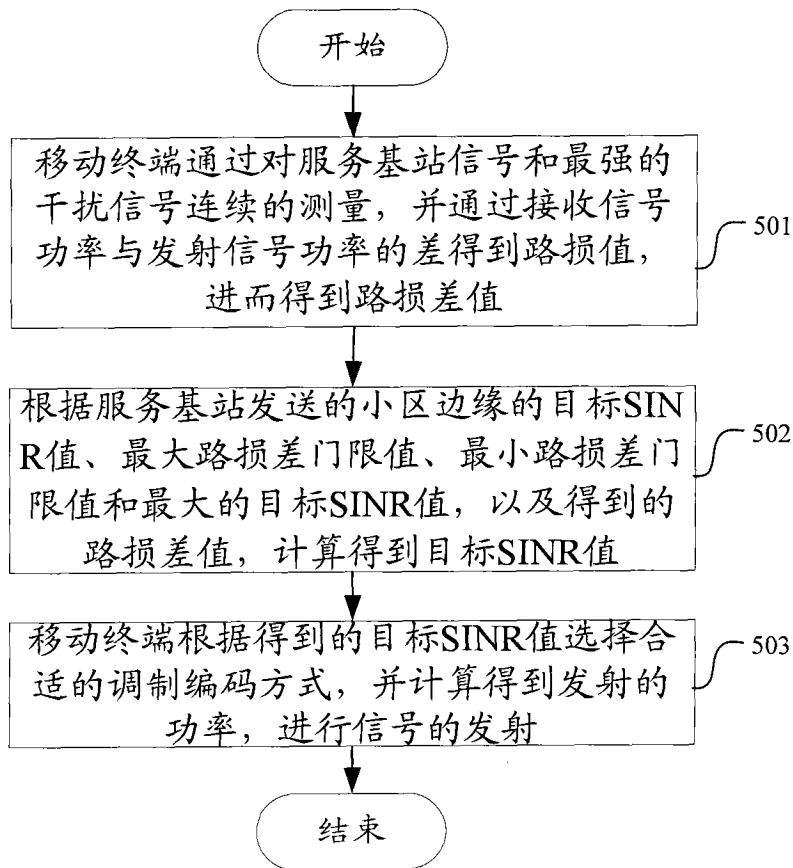 开始
移动终端通过对服务基站信号和最强的
干扰信号连续的测量，并通过接收信号
功率与发射信号功率的差得到路损值，
进而得到路损差值
501
根据服务基站发送的小区边缘的目标SIN
R值、最大路损差门限值、最小路损差门
限值和最大的目标SINR值，以及得到的
路损差值，计算得到目标SINR值
502
移动终端根据得到的目标SINR值选择合
适的调制编码方式，并计算得到发射的
功率，进行信号的发射
503
结束